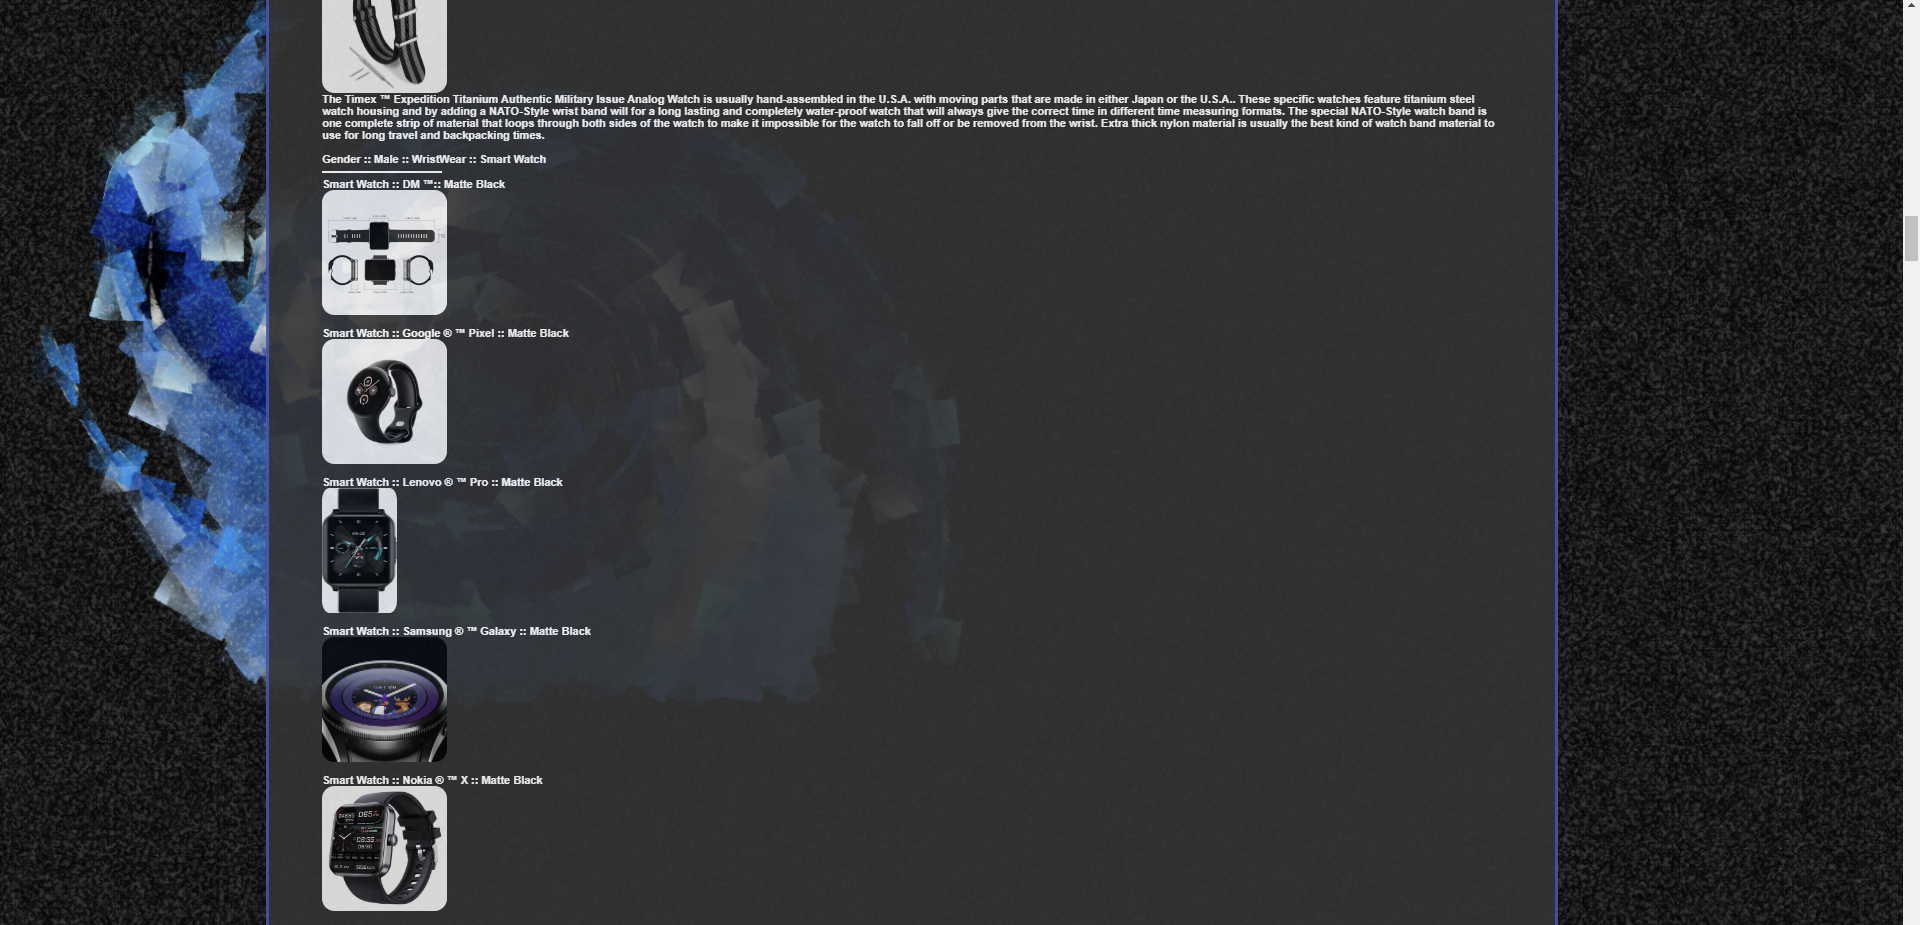 The Timex ™ Expedition Titanium Authentic Military Issue Analog Watch is usually hand-assembled in the U.S.A. with moving parts that are made in either Japan or the U.S.A.. These specific watches feature titanium steel
watch housing and by adding a NATO-Style wrist band will for a long lasting and completely water-proof watch that will always give the correct time in different time measuring formats. The special NATO-Style watch band is
one complete strip of material that loops through both sides of the watch to make it impossible for the watch to fall off or be removed from the wrist. Extra thick nylon material is usually the best kind of watch band material to
use for long travel and backpacking times.
Gender :: Male :: WristWear :: Smart Watch
Smart Watch :: DM ™:: Matte Black
Smart Watch :: Google ® ™ Pixel :: Matte Black
Smart Watch :: Lenovo ® ™ Pro :: Matte Black
Smart Watch :: Samsung ® ™ Galaxy :: Matte Black
Smart Watch :: Nokia ® ™ X :: Matte Black